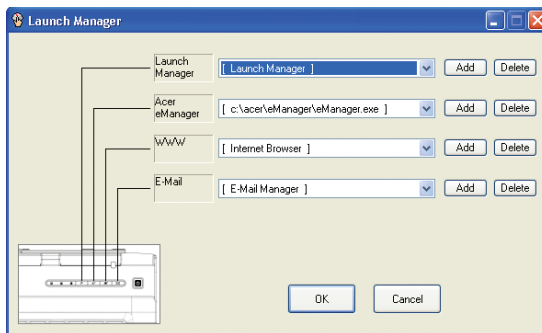 Launch Manager
Launch
Manager
[ Launch Manager ]
Add
Delete
Acer
eManager
[ c:\acer\eManager\eManager.exe ]
Add
Delete
WWW
[ Internet Browser ]
Add
Delete
E-Mail
[ E-Mail Manager ]
Add
Delete
OK
Cancel